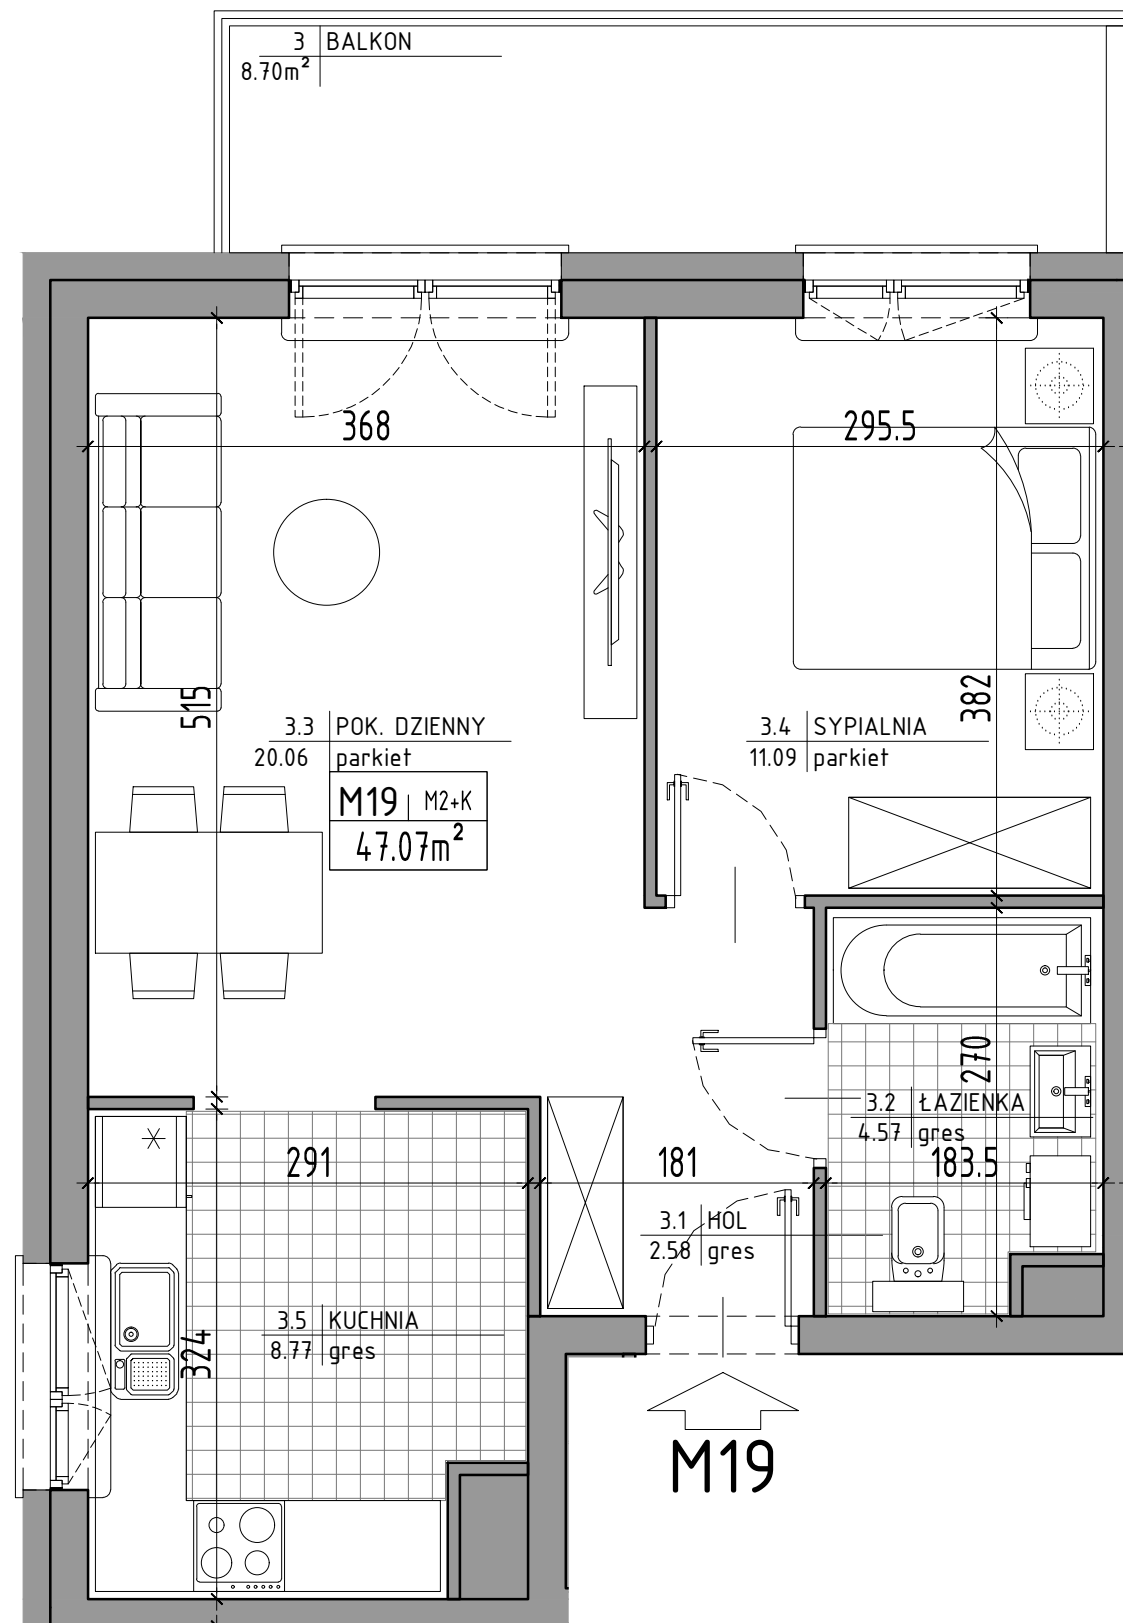 3 BALKON
8.70m²
368
295.5
515
382
3.3 POK. DZIENNY
20.06 parkiet
3.4 SYPIALNIA
11.09 parkiet
M19 M2+K
47.07m²
270
3.2 ŁAZIENKA
4.57 gres
291
181
183.5
3.1 HOL
2.58 gres
3.5 KUCHNIA
8.77 gres
324
M19